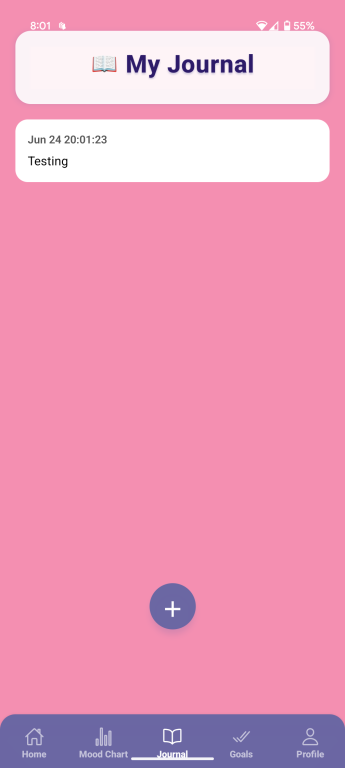 8:01
55%
📖 My Journal
Jun 24 20:01:23
Testing
+
Home
Mood Chart
Journal
Goals
Profile